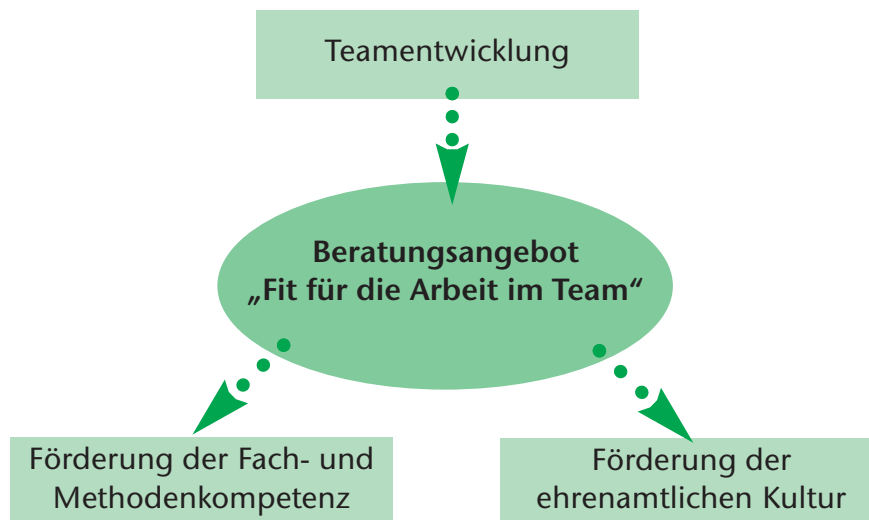 Teamentwicklung
Beratungsangebot
„Fit für die Arbeit im Team“
Förderung der Fach- und
Methodenkompetenz
Förderung der
ehrenamtlichen Kultur